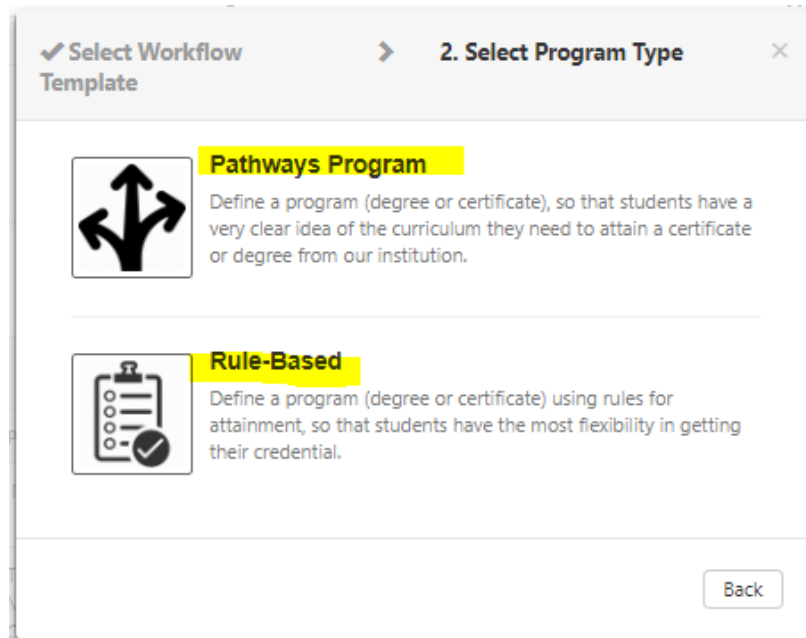 ✔ Select Workflow
Template
2. Select Program Type
×
Pathways Program
Define a program (degree or certificate), so that students have a
very clear idea of the curriculum they need to attain a certificate
or degree from our institution.
Rule-Based
Define a program (degree or certificate) using rules for
attainment, so that students have the most flexibility in getting
their credential.
Back